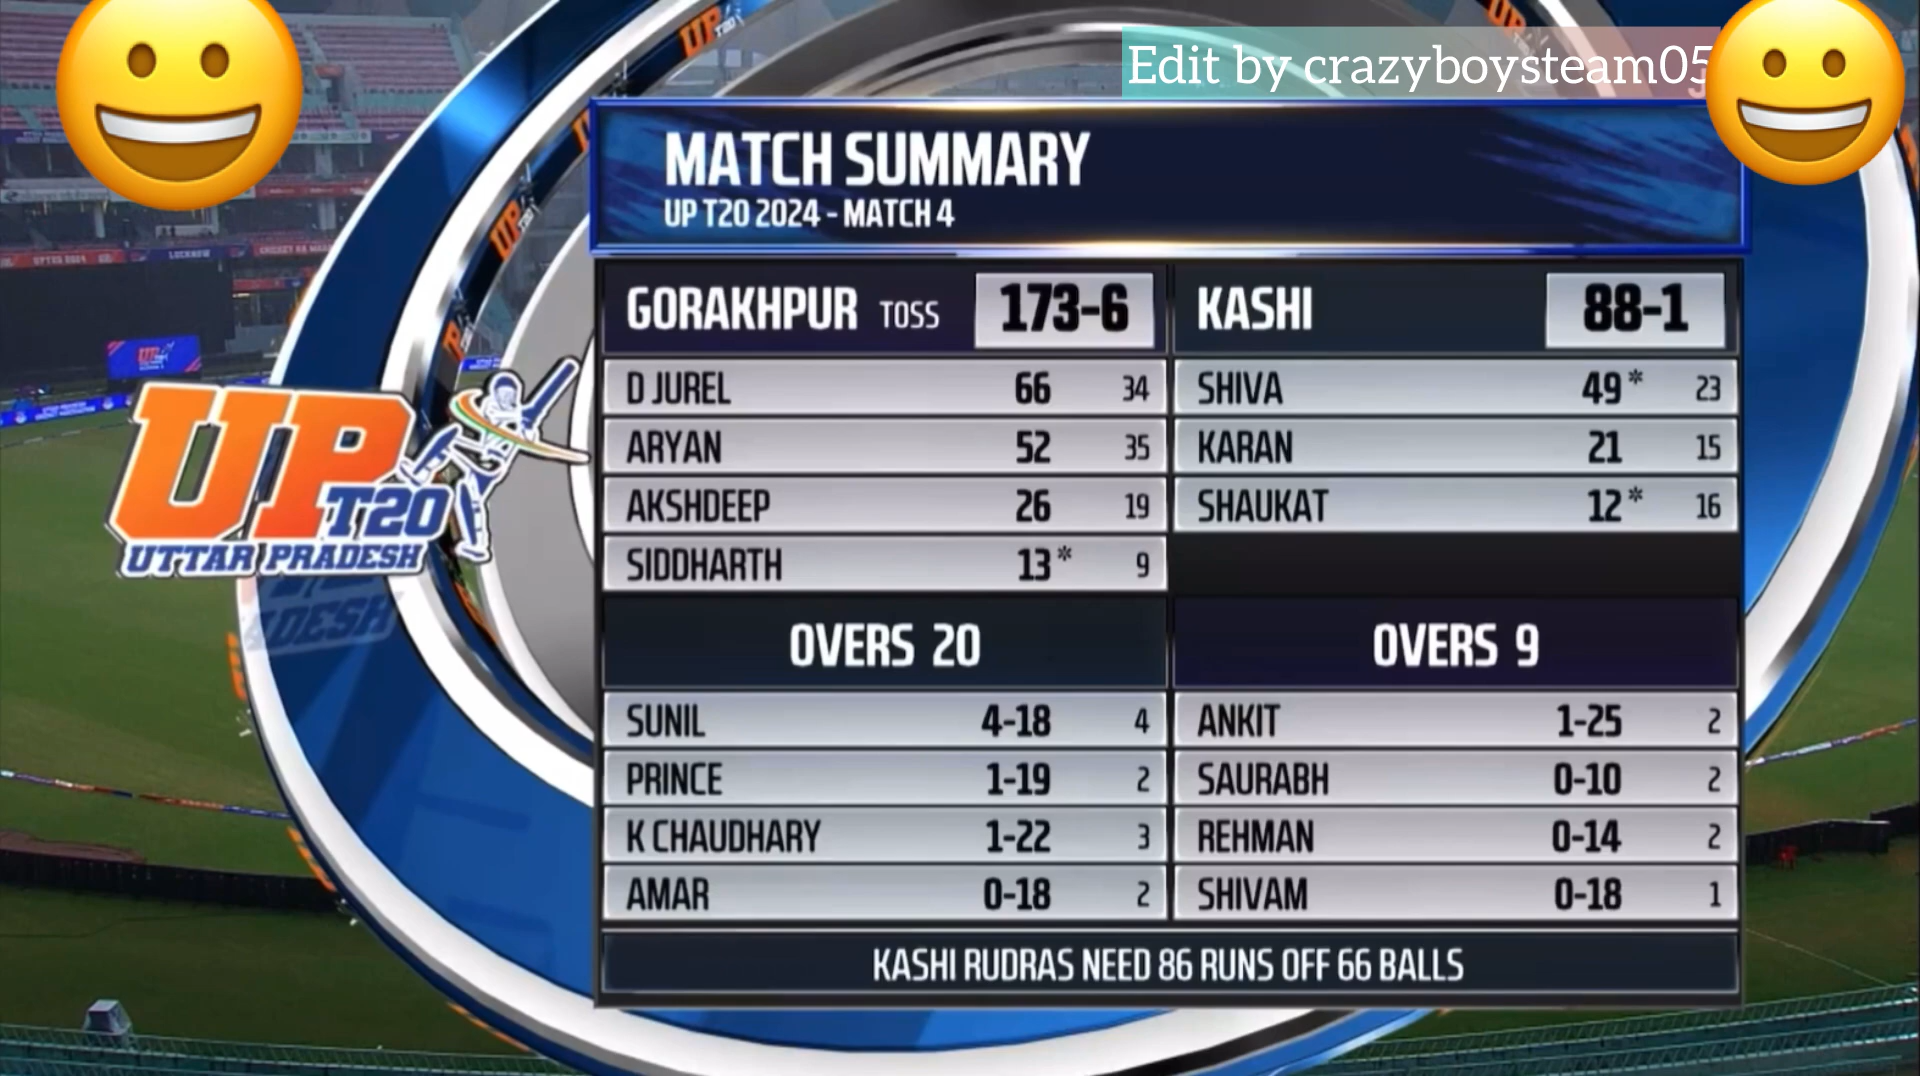 Edit by crazyboysteam05
MATCH SUMMARY
UP T20 2024 - MATCH 4
GORAKHPUR TOSS 173-6
KASHI 88-1
D JUREL 66 34
SHIVA 49* 23
ARYAN 52 35
KARAN 21 15
AKSHDEEP 26 19
SHAUKAT 12* 16
SIDDHARTH 13* 9
OVERS 20
OVERS 9
SUNIL 4-18 4
ANKIT 1-25 2
PRINCE 1-19 2
SAURABH 0-10 2
K CHAUDHARY 1-22 3
REHMAN 0-14 2
AMAR 0-18 2
SHIVAM 0-18 1
KASHI RUDRAS NEED 86 RUNS OFF 66 BALLS
UP
T20
UTTAR PRADESH